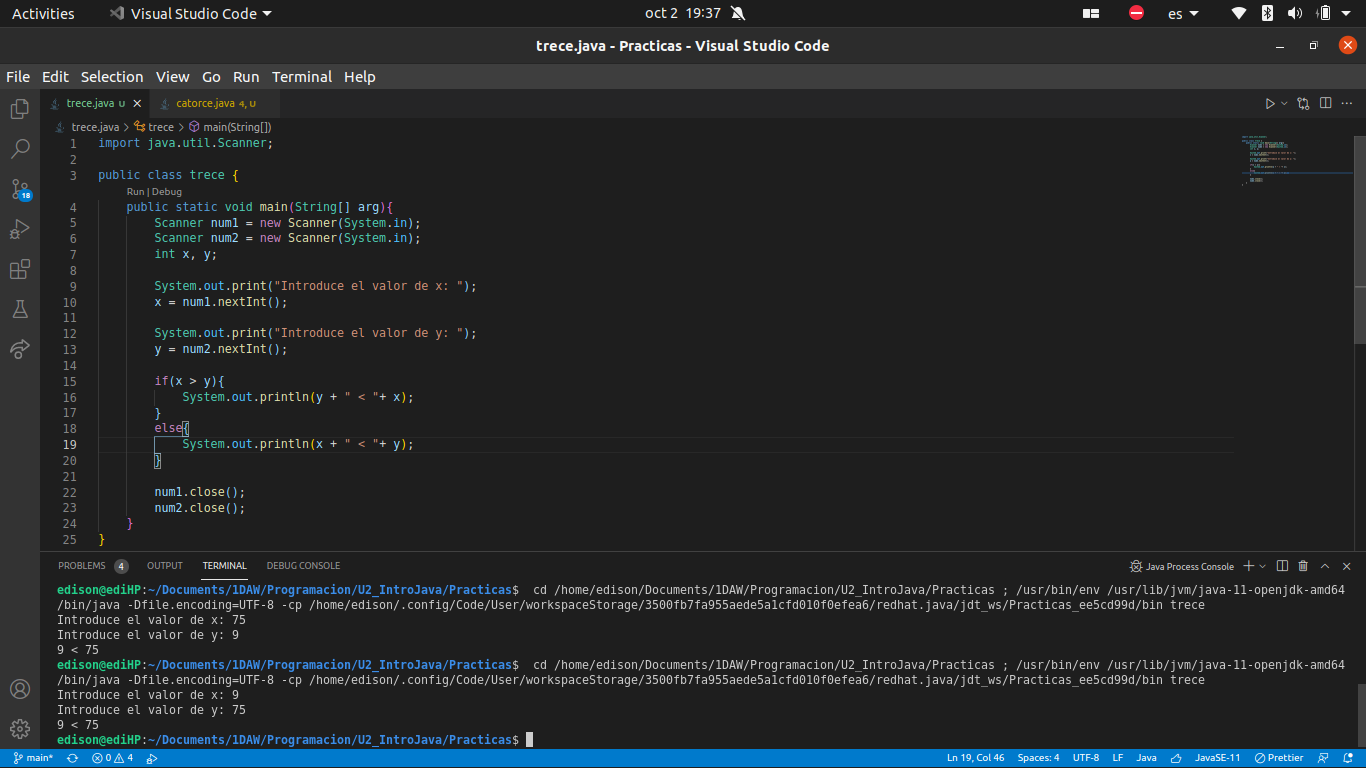 Activities Visual Studio Code oct 2 19:37 es
trece.java - Practicas - Visual Studio Code
File Edit Selection View Go Run Terminal Help
trece.java U catorce.java 4, U
trece.java > trece > main(String[])
1 import java.util.Scanner;
2
3 public class trece {
Run | Debug
4 public static void main(String[] arg){
5 Scanner num1 = new Scanner(System.in);
6 Scanner num2 = new Scanner(System.in);
7 int x, y;
8
9 System.out.print("Introduce el valor de x: ");
10 x = num1.nextInt();
11
12 System.out.print("Introduce el valor de y: ");
13 y = num2.nextInt();
14
15 if(x > y){
16 System.out.println(y + " < "+ x);
17 }
18 else{
19 System.out.println(x + " < "+ y);
20 }
21
22 num1.close();
23 num2.close();
24 }
25 }
18
PROBLEMS 4 OUTPUT TERMINAL DEBUG CONSOLE Java Process Console
edison@ediHP:~/Documents/1DAW/Programacion/U2_IntroJava/Practicas$ cd /home/edison/Documents/1DAW/Programacion/U2_IntroJava/Practicas ; /usr/bin/env /usr/lib/jvm/java-11-openjdk-amd64
/bin/java -Dfile.encoding=UTF-8 -cp /home/edison/.config/Code/User/workspaceStorage/3500fb7fa955aede5a1cfd010f0efea6/redhat.java/jdt_ws/Practicas_ee5cd99d/bin trece
Introduce el valor de x: 75
Introduce el valor de y: 9
9 < 75
edison@ediHP:~/Documents/1DAW/Programacion/U2_IntroJava/Practicas$ cd /home/edison/Documents/1DAW/Programacion/U2_IntroJava/Practicas ; /usr/bin/env /usr/lib/jvm/java-11-openjdk-amd64
/bin/java -Dfile.encoding=UTF-8 -cp /home/edison/.config/Code/User/workspaceStorage/3500fb7fa955aede5a1cfd010f0efea6/redhat.java/jdt_ws/Practicas_ee5cd99d/bin trece
Introduce el valor de x: 9
Introduce el valor de y: 75
9 < 75
edison@ediHP:~/Documents/1DAW/Programacion/U2_IntroJava/Practicas$
main* 0 4 Ln 19, Col 46 Spaces: 4 UTF-8 LF Java JavaSE-11 Prettier